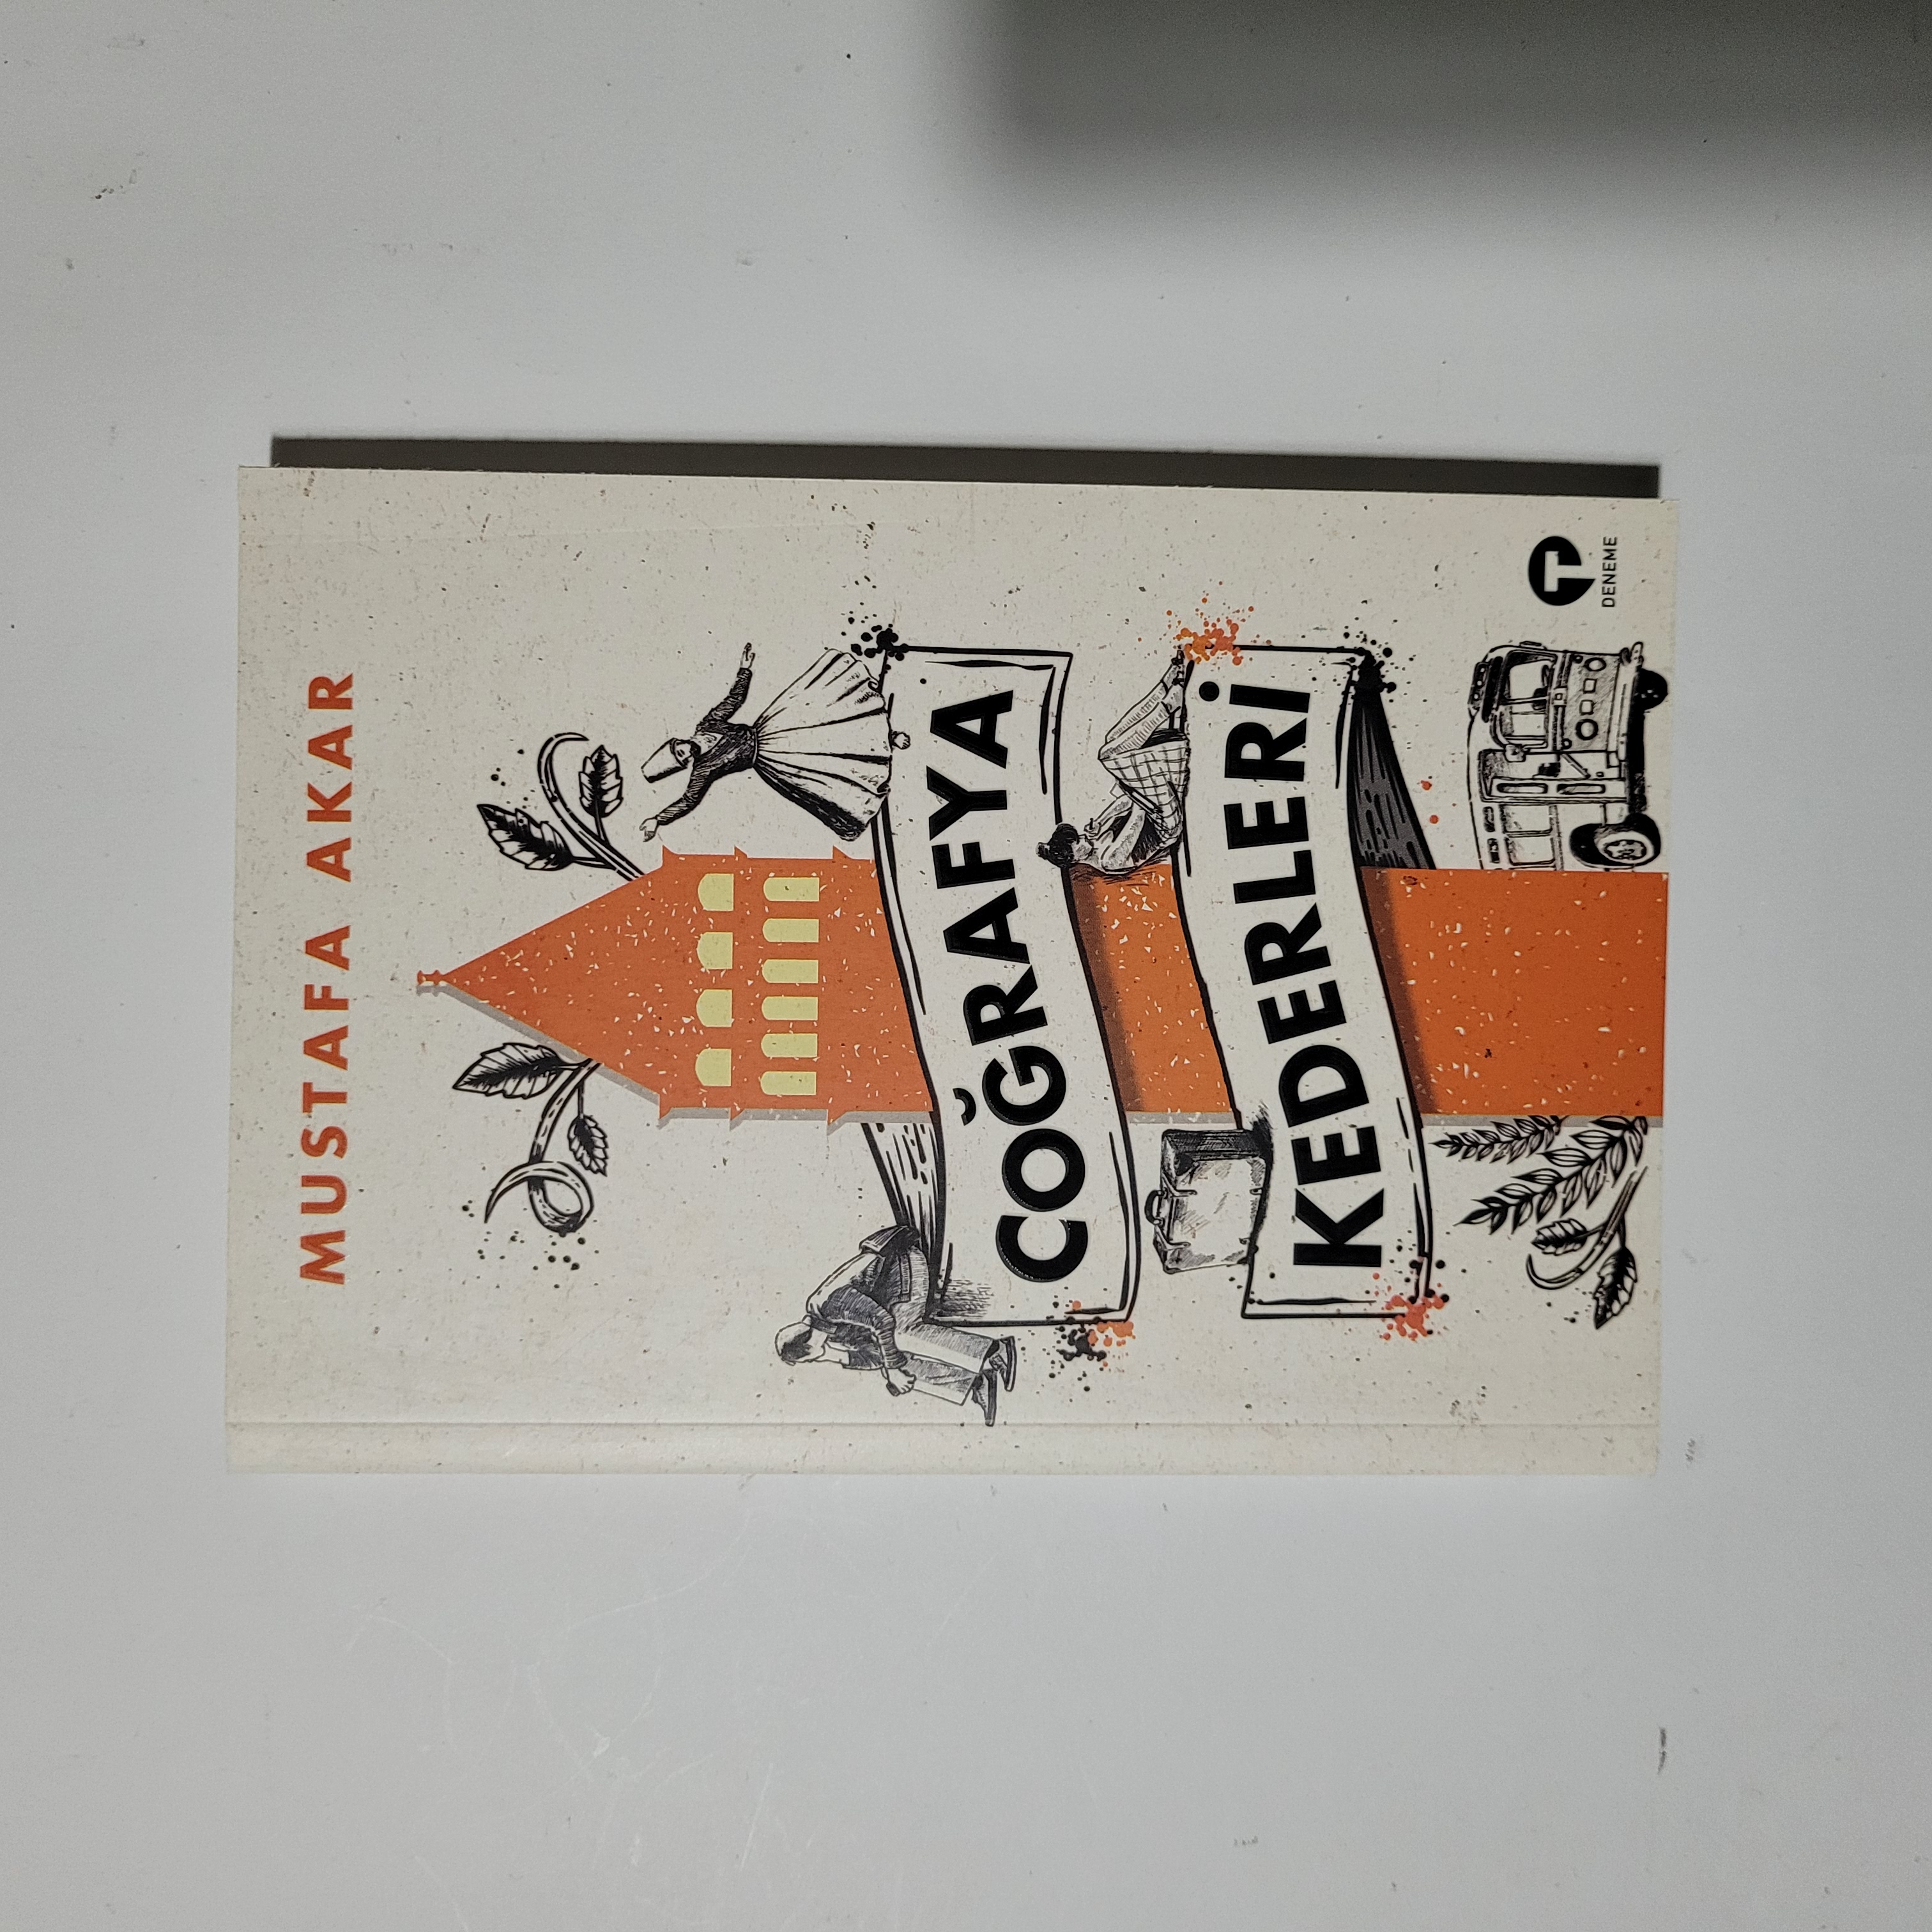 MUSTAFA AKAR
COĞRAFYA
KEDERLERİ
T
DENEME